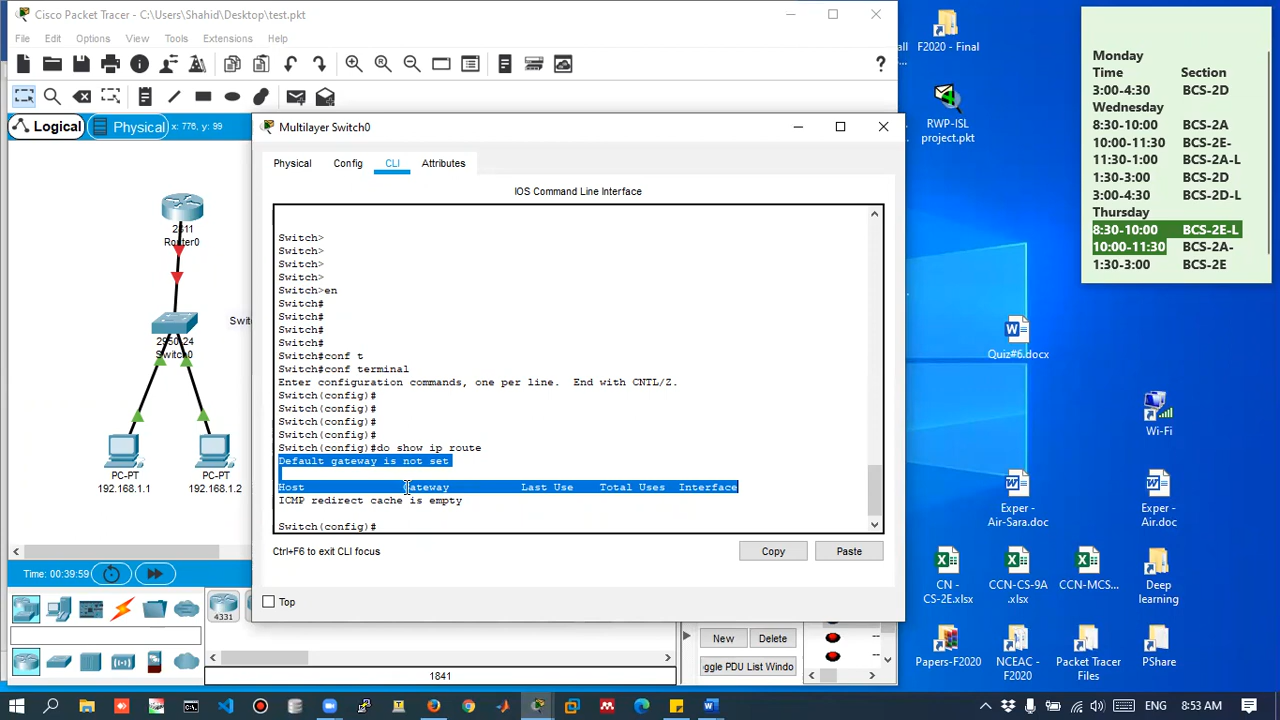 Cisco Packet Tracer - C:\Users\Shahid\Desktop\test.pkt
File Edit Options View Tools Extensions Help
Logical
Physical
x: 776, y: 99
2811
Router0
Swit
2950-24
Switch0
PC-PT
192.168.1.1
PC-PT
192.168.1.2
Time: 00:39:59
4331
New
Delete
ggle PDU List Windo
1841
Multilayer Switch0
Physical Config CLI Attributes
IOS Command Line Interface
Switch>
Switch>
Switch>
Switch>
Switch>en
Switch#
Switch#
Switch#
Switch#
Switch#conf t
Switch#conf terminal
Enter configuration commands, one per line. End with CNTL/Z.
Switch(config)#
Switch(config)#
Switch(config)#
Switch(config)#
Switch(config)#do show ip route
Default gateway is not set
Host Gateway Last Use Total Uses Interface
ICMP redirect cache is empty
Switch(config)#
Ctrl+F6 to exit CLI focus
Copy
Paste
Top
F2020 - Final
...
RWP-ISL
project.pkt
Monday
Time Section
3:00-4:30 BCS-2D
Wednesday
8:30-10:00 BCS-2A
10:00-11:30 BCS-2E-
11:30-1:00 BCS-2A-L
1:30-3:00 BCS-2D
3:00-4:30 BCS-2D-L
Thursday
8:30-10:00 BCS-2E-L
10:00-11:30 BCS-2A-
1:30-3:00 BCS-2E
Quiz#6.docx
Wi-Fi
Exper -
Air-Sara.doc
Exper -
Air.doc
CN -
CS-2E.xlsx
CCN-CS-9A
.xlsx
CCN-MCS...
Deep
learning
Papers-F2020
NCEAC -
F2020
Packet Tracer
Files
PShare
ENG
8:53 AM